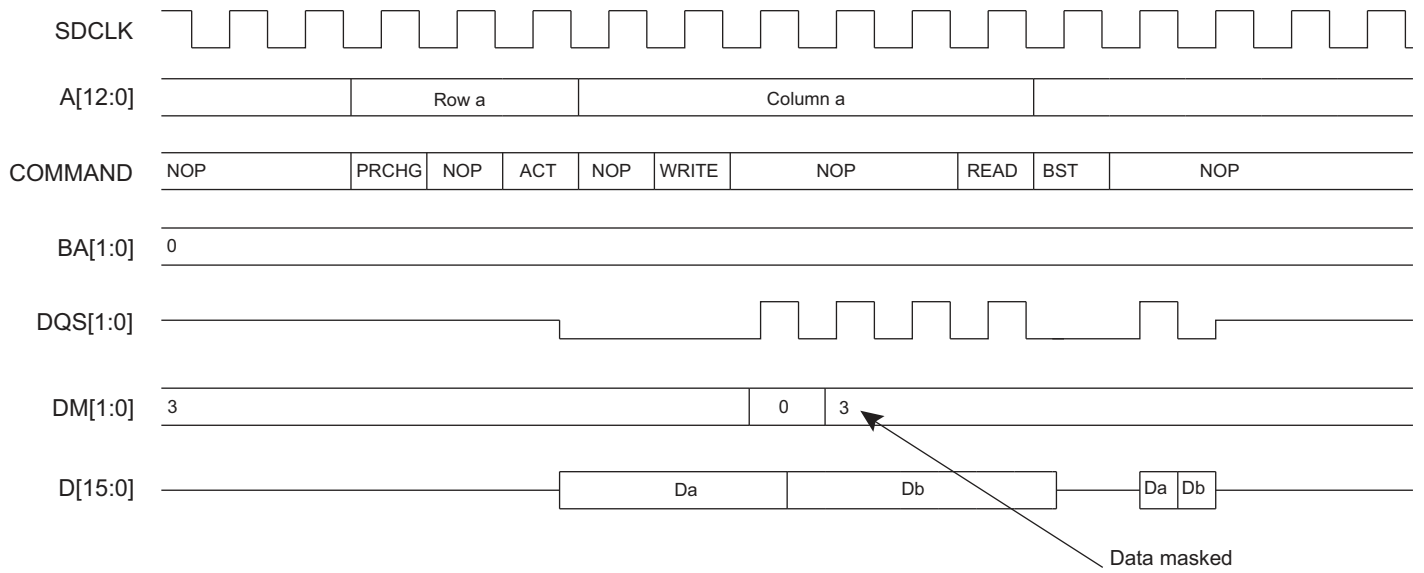 SDCLK
A[12:0] Row a Column a
COMMAND NOP PRCHG NOP ACT NOP WRITE NOP READ BST NOP
BA[1:0] 0
DQS[1:0]
DM[1:0] 3 0 3
D[15:0] Da Db Da Db
Data masked